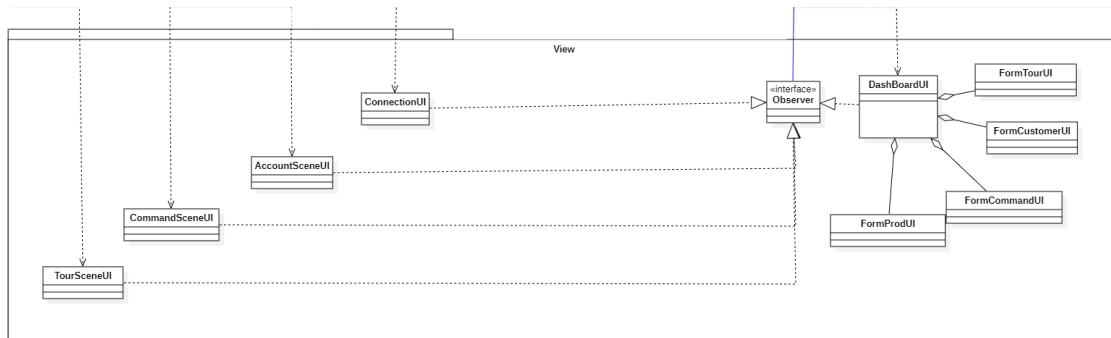 View
FormTourUI
«interface»
Observer
DashBoardUI
ConnectionUI
FormCustomerUI
AccountSceneUI
FormCommandUI
CommandSceneUI
FormProdUI
TourSceneUI